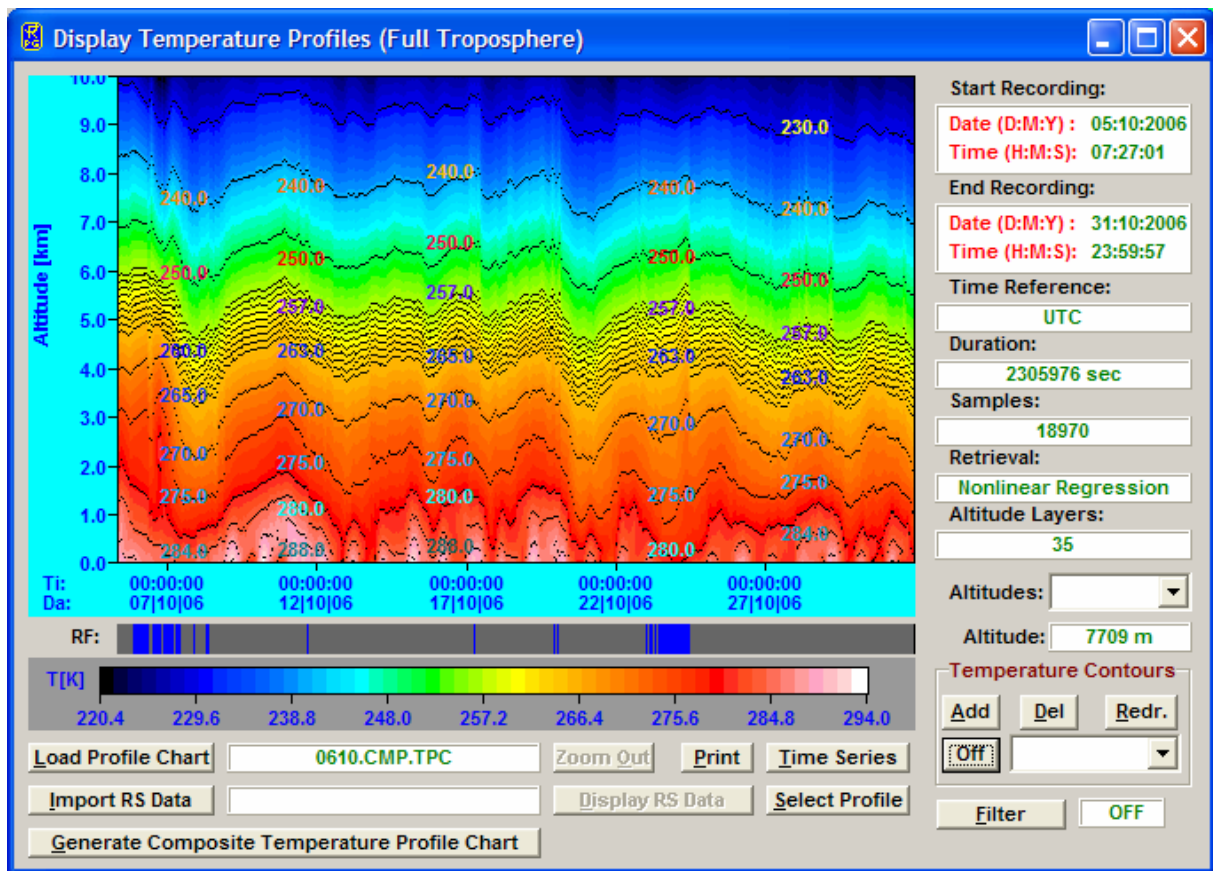 Display Temperature Profiles (Full Troposphere)
10.0
9.0
8.0
7.0
6.0
5.0
4.0
3.0
2.0
1.0
0.0
Altitude [km]
230.0
240.0 240.0 240.0 240.0 240.0
250.0 250.0 250.0 250.0 250.0
257.0 257.0 257.0 257.0
260.0 263.0 265.0 263.0 263.0
265.0 270.0 270.0 270.0 270.0
270.0 275.0 275.0 275.0 275.0
275.0 280.0 280.0 284.0
284.0 288.0 288.0 280.0
Ti: 00:00:00 00:00:00 00:00:00 00:00:00 00:00:00
Da: 07|10|06 12|10|06 17|10|06 22|10|06 27|10|06
RF:
T[K]
220.4 229.6 238.8 248.0 257.2 266.4 275.6 284.8 294.0
Load Profile Chart 0610.CMP.TPC Zoom Out Print Time Series
Import RS Data Display RS Data Select Profile
Generate Composite Temperature Profile Chart
Start Recording:
Date (D:M:Y) : 05:10:2006
Time (H:M:S): 07:27:01
End Recording:
Date (D:M:Y) : 31:10:2006
Time (H:M:S): 23:59:57
Time Reference:
UTC
Duration:
2305976 sec
Samples:
18970
Retrieval:
Nonlinear Regression
Altitude Layers:
35
Altitudes:
Altitude: 7709 m
Temperature Contours
Add Del Redr.
Off
Filter OFF